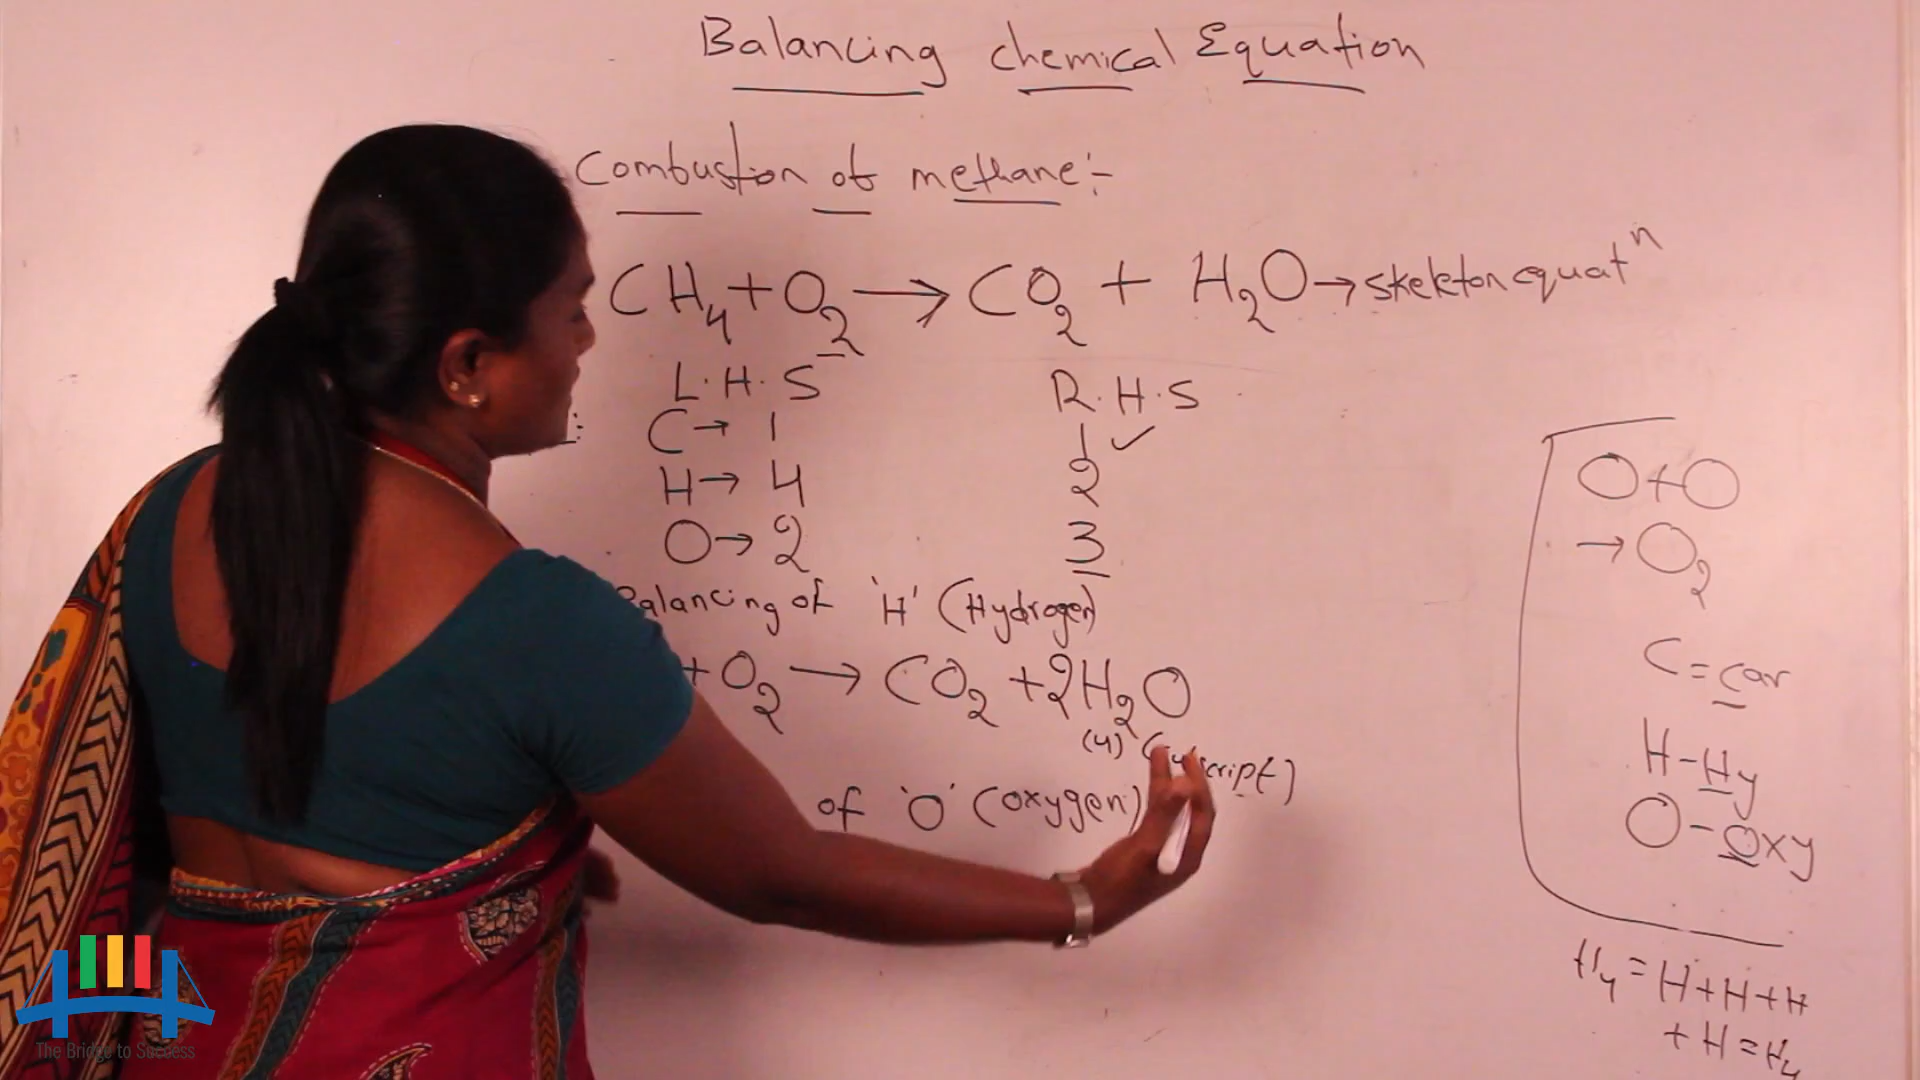 Balancing chemical Equation
Combustion of methane:-
CH₄ + O₂ → CO₂ + H₂O → skeleton equatⁿ
L.H.S R.H.S
C → 1 1 ✓
H → 4 2
O → 2 3
Balancing of 'H' (Hydrogen)
+ O₂ → CO₂ + 2H₂O
(4)
of 'O' (oxygen)
O + O
→ O₂
C = Car
H - Hy
O - Oxy
H₄ = H + H + H
+ H = H₄
The Bridge to Success